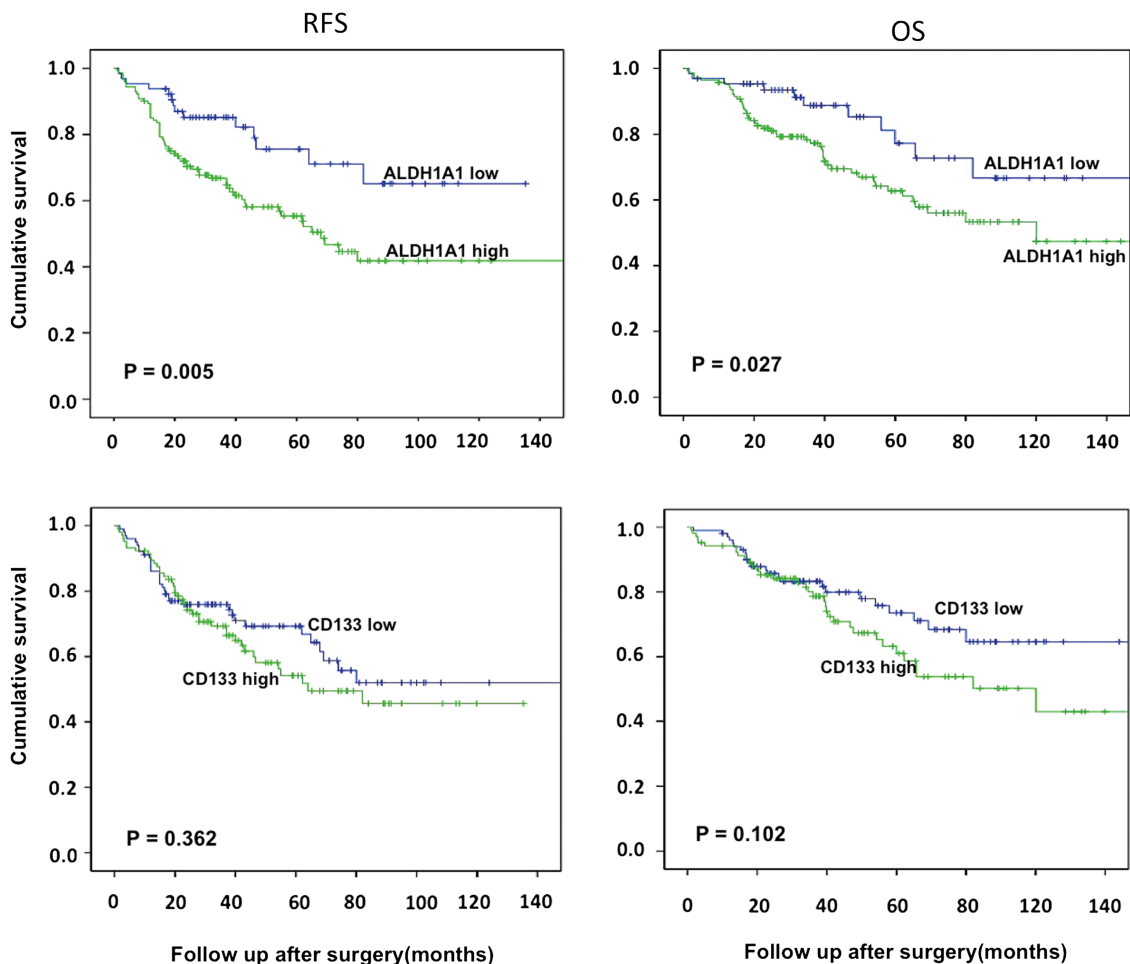 RFS
OS
Cumulative survival
1.0
0.8
0.6
0.4
0.2
0.0
ALDH1A1 low
ALDH1A1 high
P = 0.005
0 20 40 60 80 100 120 140
1.0
0.8
0.6
0.4
0.2
0.0
ALDH1A1 low
ALDH1A1 high
P = 0.027
0 20 40 60 80 100 120 140
Cumulative survival
1.0
0.8
0.6
0.4
0.2
0.0
CD133 low
CD133 high
P = 0.362
0 20 40 60 80 100 120 140
Follow up after surgery(months)
1.0
0.8
0.6
0.4
0.2
0.0
CD133 low
CD133 high
P = 0.102
0 20 40 60 80 100 120 140
Follow up after surgery(months)